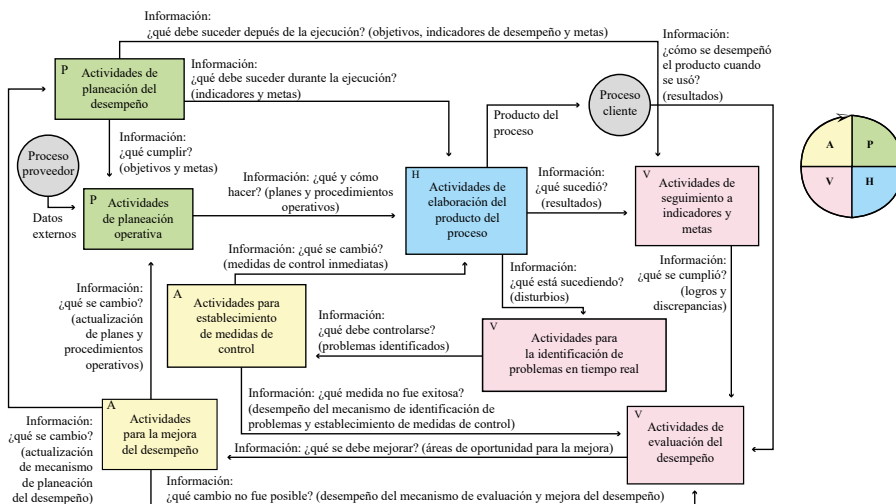 Información:
¿qué debe suceder depués de la ejecución? (objetivos, indicadores de desempeño y metas)
Información:
¿cómo se desempeñó
el producto cuando
se usó?
(resultados)
P
Actividades de
planeación del
desempeño
Información:
¿qué debe suceder durante la ejecución?
(indicadores y metas)
Proceso
cliente
Producto del
proceso
A
P
V
H
Proceso
proveedor
Información:
¿qué cumplir?
(objetivos y metas)
Datos
externos
P
Actividades
de planeación
operativa
Información: ¿qué y cómo
hacer? (planes y procedimientos
operativos)
H
Actividades de
elaboración del
producto del
proceso
Información:
¿qué sucedió?
(resultados)
V
Actividades de
seguimiento a
indicadores y
metas
Información: ¿qué se cambió?
(medidas de control inmediatas)
Información:
¿qué está sucediendo?
(disturbios)
Información:
¿qué se cumplió?
(logros y
discrepancias)
Información:
¿qué se cambio?
(actualización
de planes y
procedimientos
operativos)
A
Actividades para
establecimiento
de medidas de
control
Información:
¿qué debe controlarse?
(problemas identificados)
V
Actividades para
la identificación de
problemas en tiempo real
Información: ¿qué medida no fue exitosa?
(desempeño del mecanismo de identificación de
problemas y establecimiento de medidas de control)
A
Actividades
para la mejora
del desempeño
V
Actividades de
evaluación del
desempeño
Información: ¿qué se debe mejorar? (áreas de oportunidad para la mejora)
Información:
¿qué se cambio?
(actualización
de mecanismo
de planeación
del desempeño)
Información:
¿qué cambio no fue posible? (desempeño del mecanismo de evaluación y mejora del desempeño)